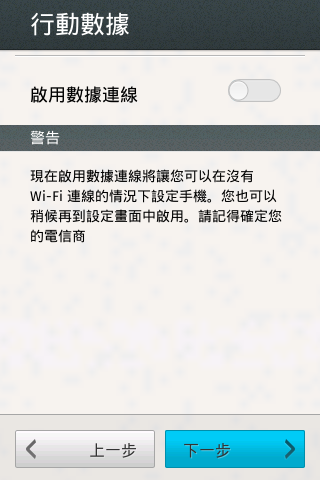 行動數據
啟用數據連線
警告
現在啟用數據連線將讓您可以在沒有
Wi-Fi 連線的情況下設定手機。您也可以
稍候再到設定畫面中啟用。請記得確定您
的電信商
上一步
下一步